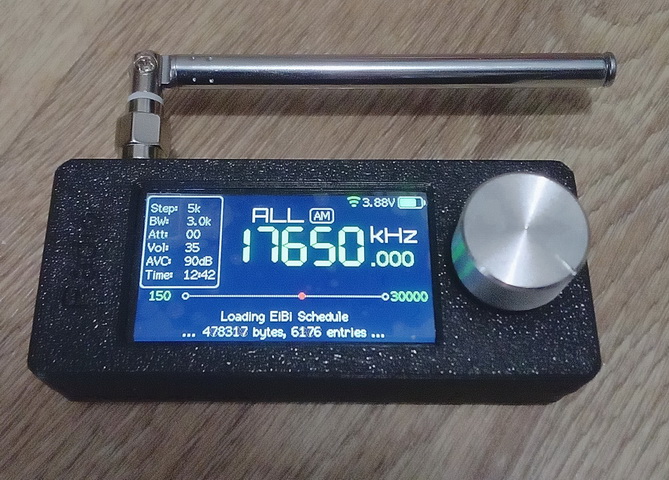 Step: 5k
BW: 3.0k
Att: 00
Vol: 35
AVC: 90dB
Time: 12:42
3.88V
ALL AM
17650 kHz
.000
150 30000
Loading EIBI Schedule
... 478317 bytes, 6176 entries ...